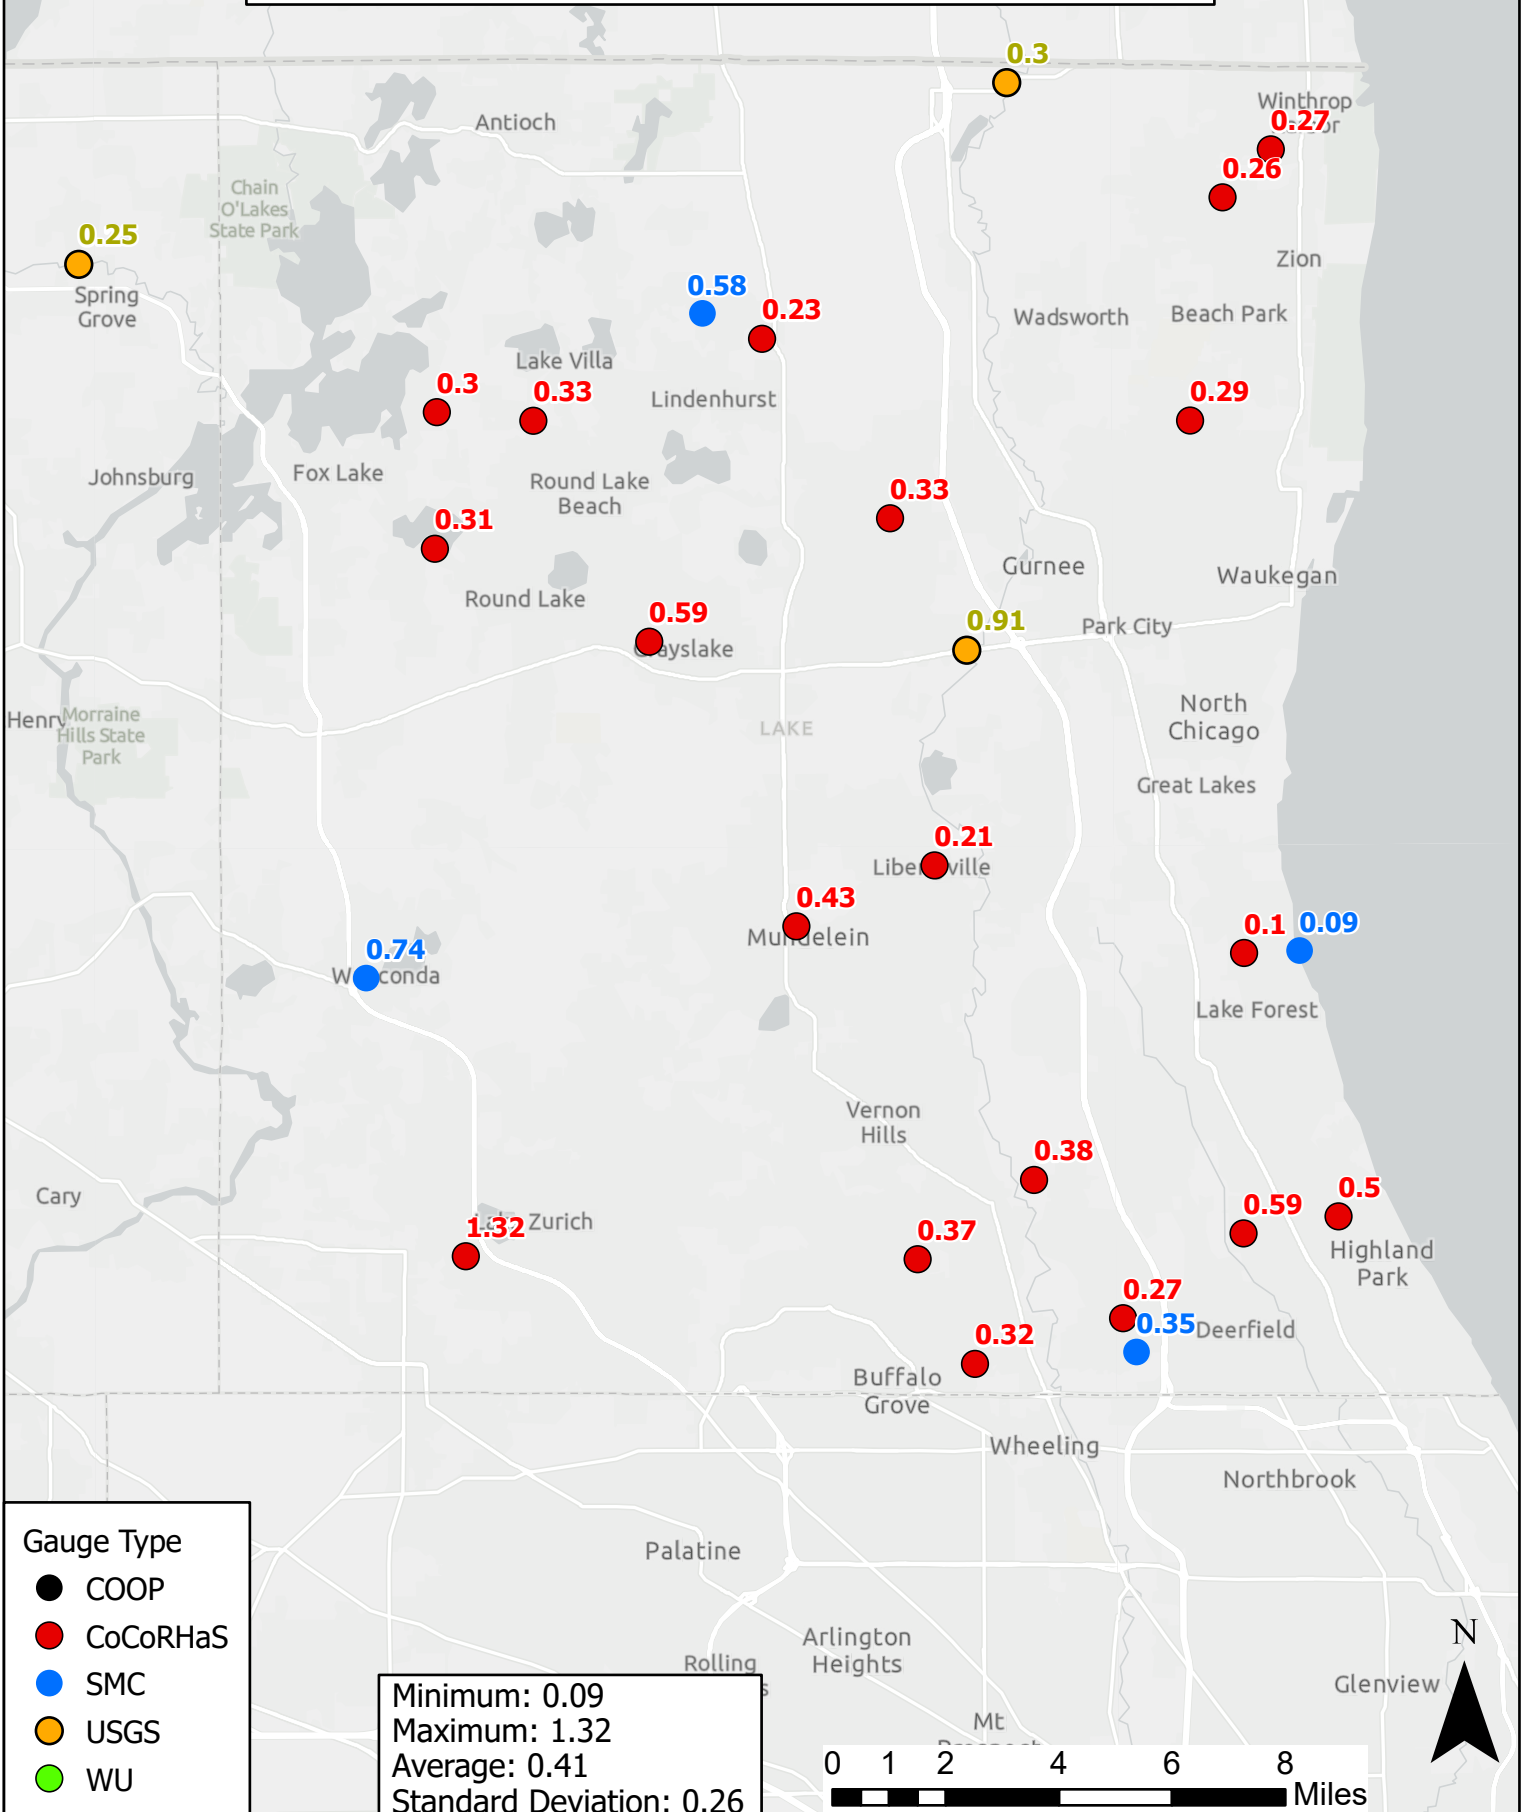 0.3
Winthrop
0.27
Antioch
0.26
Chain
O'Lakes
State Park
0.25
Zion
0.58
Spring
Grove
0.23
Wadsworth
Beach Park
Lake Villa
0.3
0.33
Lindenhurst
0.29
Johnsburg
Fox Lake
Round Lake
Beach
0.33
0.31
Gurnee
Waukegan
Round Lake
0.59
0.91
Park City
Grayslake
Morraine
Hills State
Park
Henry
North
Chicago
LAKE
Great Lakes
0.21
Libertyville
0.43
Mundelein
0.1
0.09
0.74
Wauconda
Lake Forest
Vernon
Hills
0.38
Cary
0.5
0.59
1.32
Lake Zurich
0.37
Highland
Park
0.27
0.35
Deerfield
0.32
Buffalo
Grove
Wheeling
Northbrook
Palatine
Gauge Type
COOP
CoCoRHaS
SMC
USGS
WU
Arlington
Heights
Rolling
N
Glenview
Minimum: 0.09
Maximum: 1.32
Average: 0.41
Standard Deviation: 0.26
Mt
Prospect
0 1 2 4 6 8
Miles